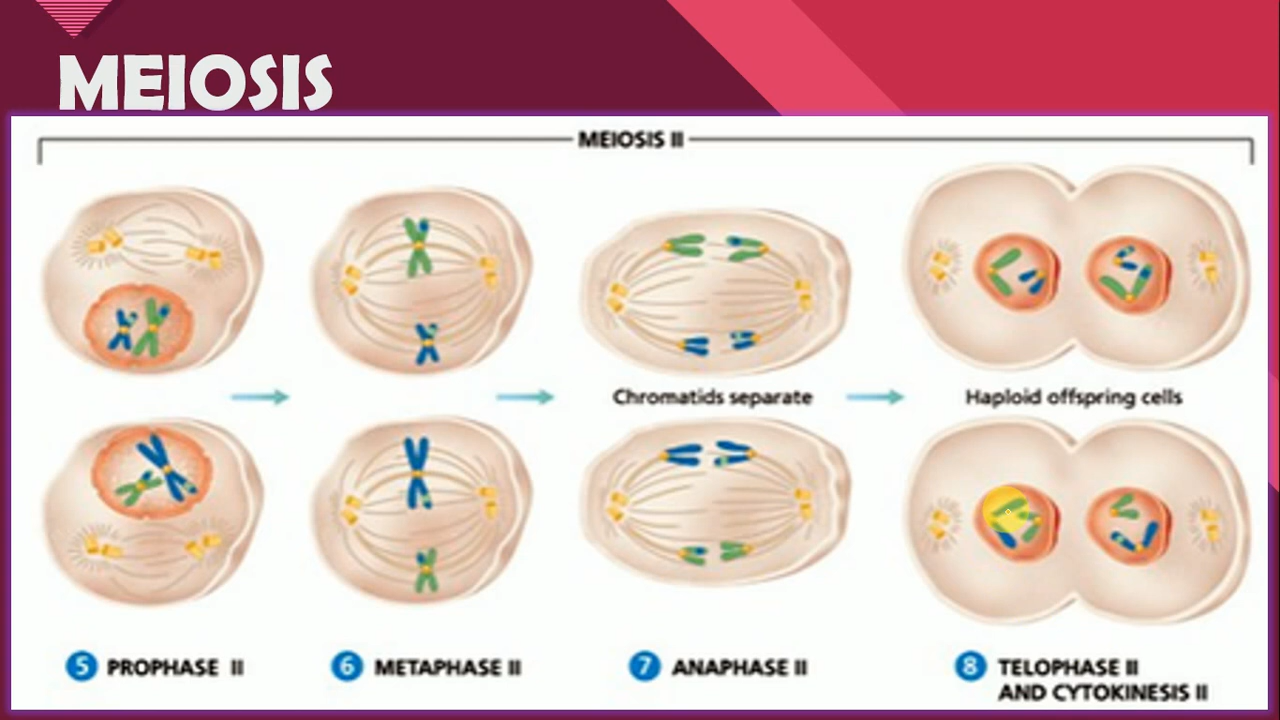 MEIOSIS
MEIOSIS II
Chromatids separate
Haploid offspring cells
5 PROPHASE II
6 METAPHASE II
7 ANAPHASE II
8 TELOPHASE II
AND CYTOKINESIS II